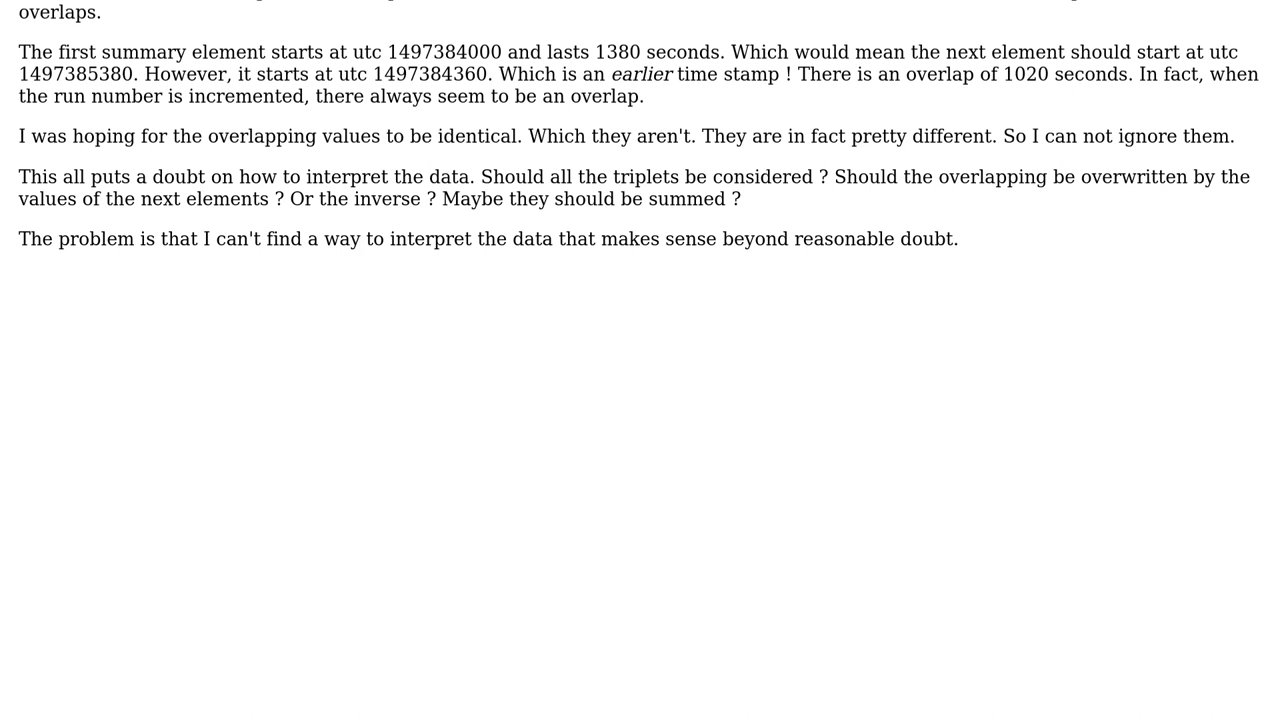 overlaps.
The first summary element starts at utc 1497384000 and lasts 1380 seconds. Which would mean the next element should start at utc
1497385380. However, it starts at utc 1497384360. Which is an earlier time stamp ! There is an overlap of 1020 seconds. In fact, when
the run number is incremented, there always seem to be an overlap.
I was hoping for the overlapping values to be identical. Which they aren't. They are in fact pretty different. So I can not ignore them.
This all puts a doubt on how to interpret the data. Should all the triplets be considered ? Should the overlapping be overwritten by the
values of the next elements ? Or the inverse ? Maybe they should be summed ?
The problem is that I can't find a way to interpret the data that makes sense beyond reasonable doubt.